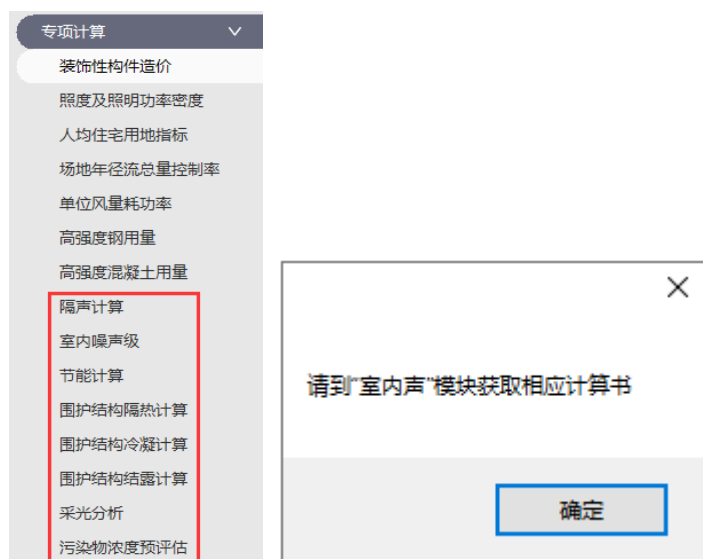 专项计算
装饰性构件造价
照度及照明功率密度
人均住宅用地指标
场地年径流总量控制率
单位风量耗功率
高强度钢用量
高强度混凝土用量
隔声计算
室内噪声级
节能计算
围护结构隔热计算
围护结构冷凝计算
围护结构结露计算
采光分析
污染物浓度预评估
请到"室内声"模块获取相应计算书
确定